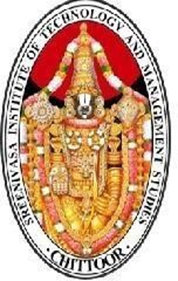 SREENIVASA INSTITUTE OF TECHNOLOGY AND MANAGEMENT STUDIES
· CHITTOOR ·